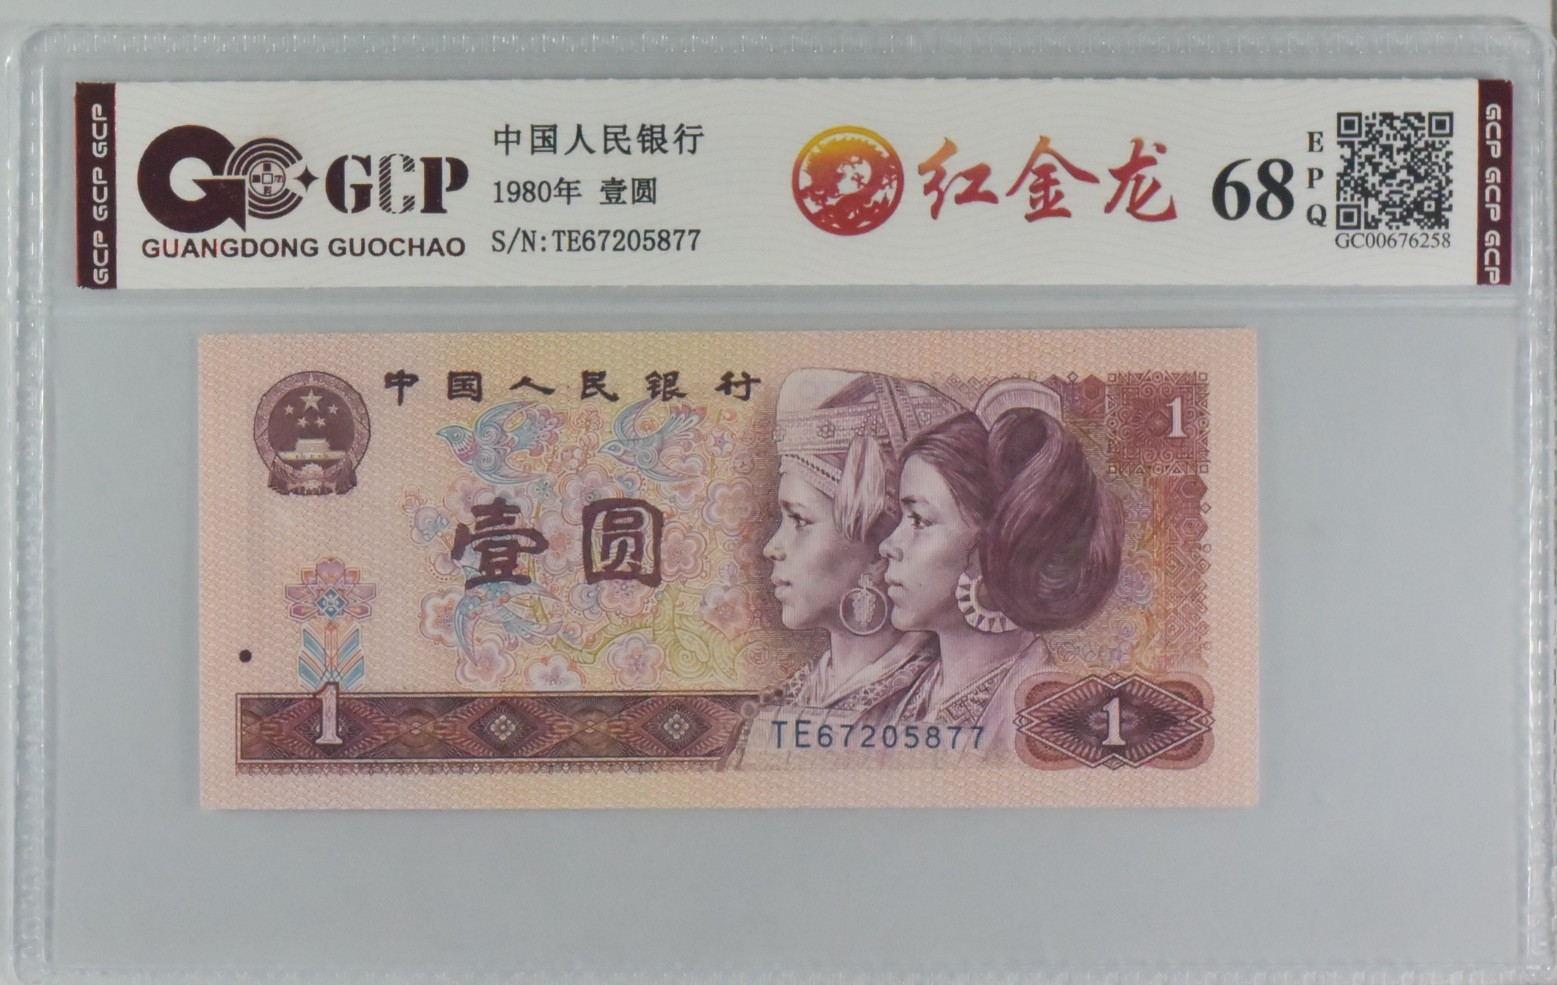 GCP GCP GCP
GCP
GUANGDONG GUOCHAO
中国人民银行
1980年 壹圆
S/N:TE67205877
红金龙
68
EPQ
GC00676258
GCP GCP GCP
中国人民银行
1
壹圆
1
TE67205877
1